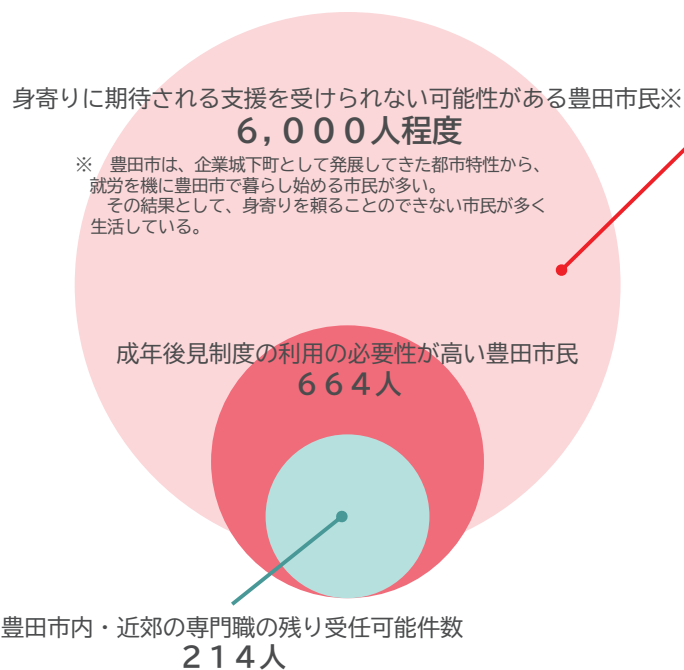 身寄りに期待される支援を受けられない可能性がある豊田市民※
6,000人程度
※　豊田市は、企業城下町として発展してきた都市特性から、
就労を機に豊田市で暮らし始める市民が多い。
　その結果として、身寄りを頼ることのできない市民が多く
生活している。
成年後見制度の利用の必要性が高い豊田市民
664人
豊田市内・近郊の専門職の残り受任可能件数
214人